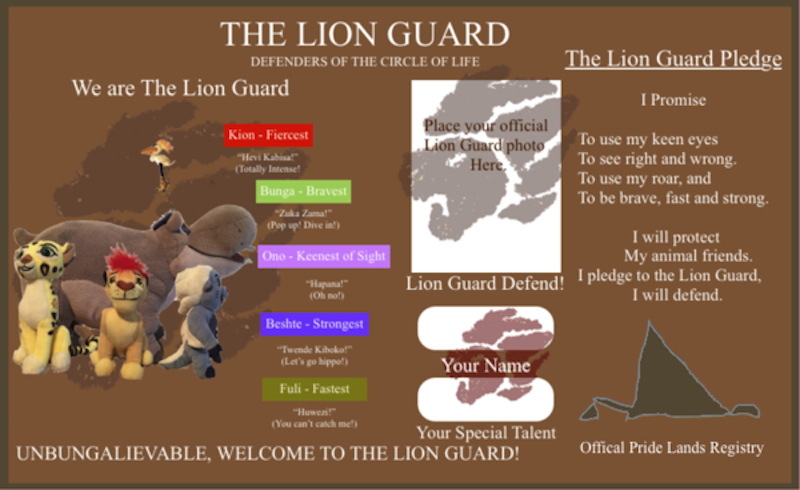 THE LION GUARD
DEFENDERS OF THE CIRCLE OF LIFE
We are The Lion Guard
Kion - Fiercest
“Hevi Kabisa!”
(Totally Intense!
Bunga - Bravest
“Zuka Zama!”
(Pop up! Dive in!)
Ono - Keenest of Sight
“Hapana!”
(Oh no!)
Beshte - Strongest
“Twende Kiboko!”
(Let’s go hippo!)
Fuli - Fastest
“Huwezi!”
(You can’t catch me!)
UNBUNGALIEVABLE, WELCOME TO THE LION GUARD!
Place your official
Lion Guard photo
Here.
Lion Guard Defend!
Your Name
Your Special Talent
The Lion Guard Pledge
I Promise
To use my keen eyes
To see right and wrong.
To use my roar, and
To be brave, fast and strong.
I will protect
My animal friends.
I pledge to the Lion Guard,
I will defend.
Offical Pride Lands Registry